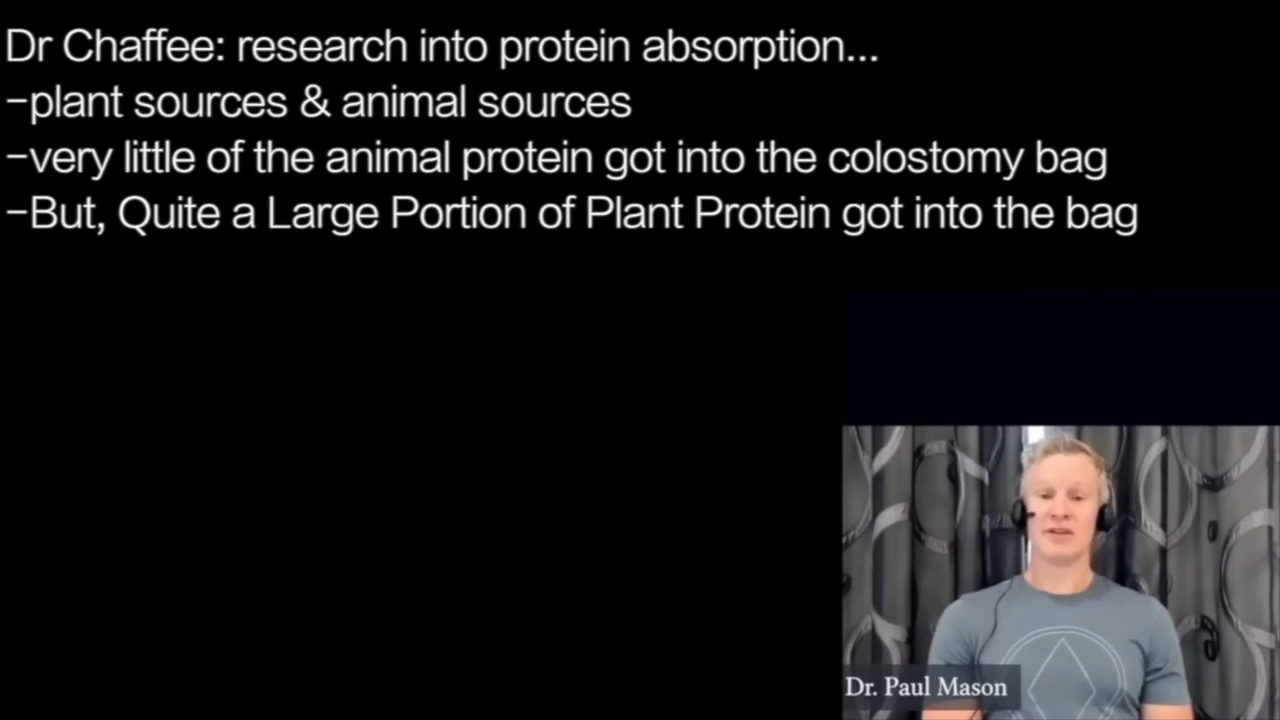 Dr Chaffee: research into protein absorption...
-plant sources & animal sources
-very little of the animal protein got into the colostomy bag
-But, Quite a Large Portion of Plant Protein got into the bag
Dr. Paul Mason